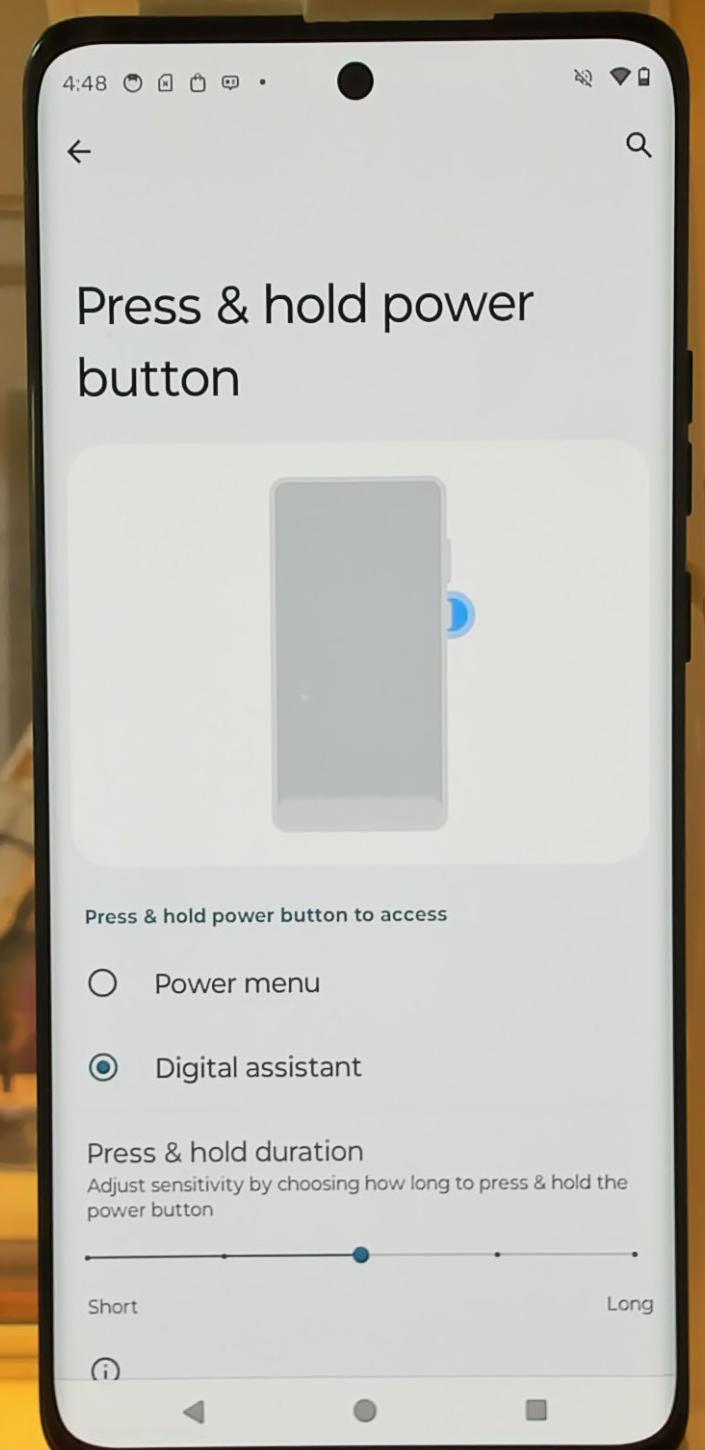 4:48
Press & hold power
button
Press & hold power button to access
Power menu
Digital assistant
Press & hold duration
Adjust sensitivity by choosing how long to press & hold the
power button
Short
Long